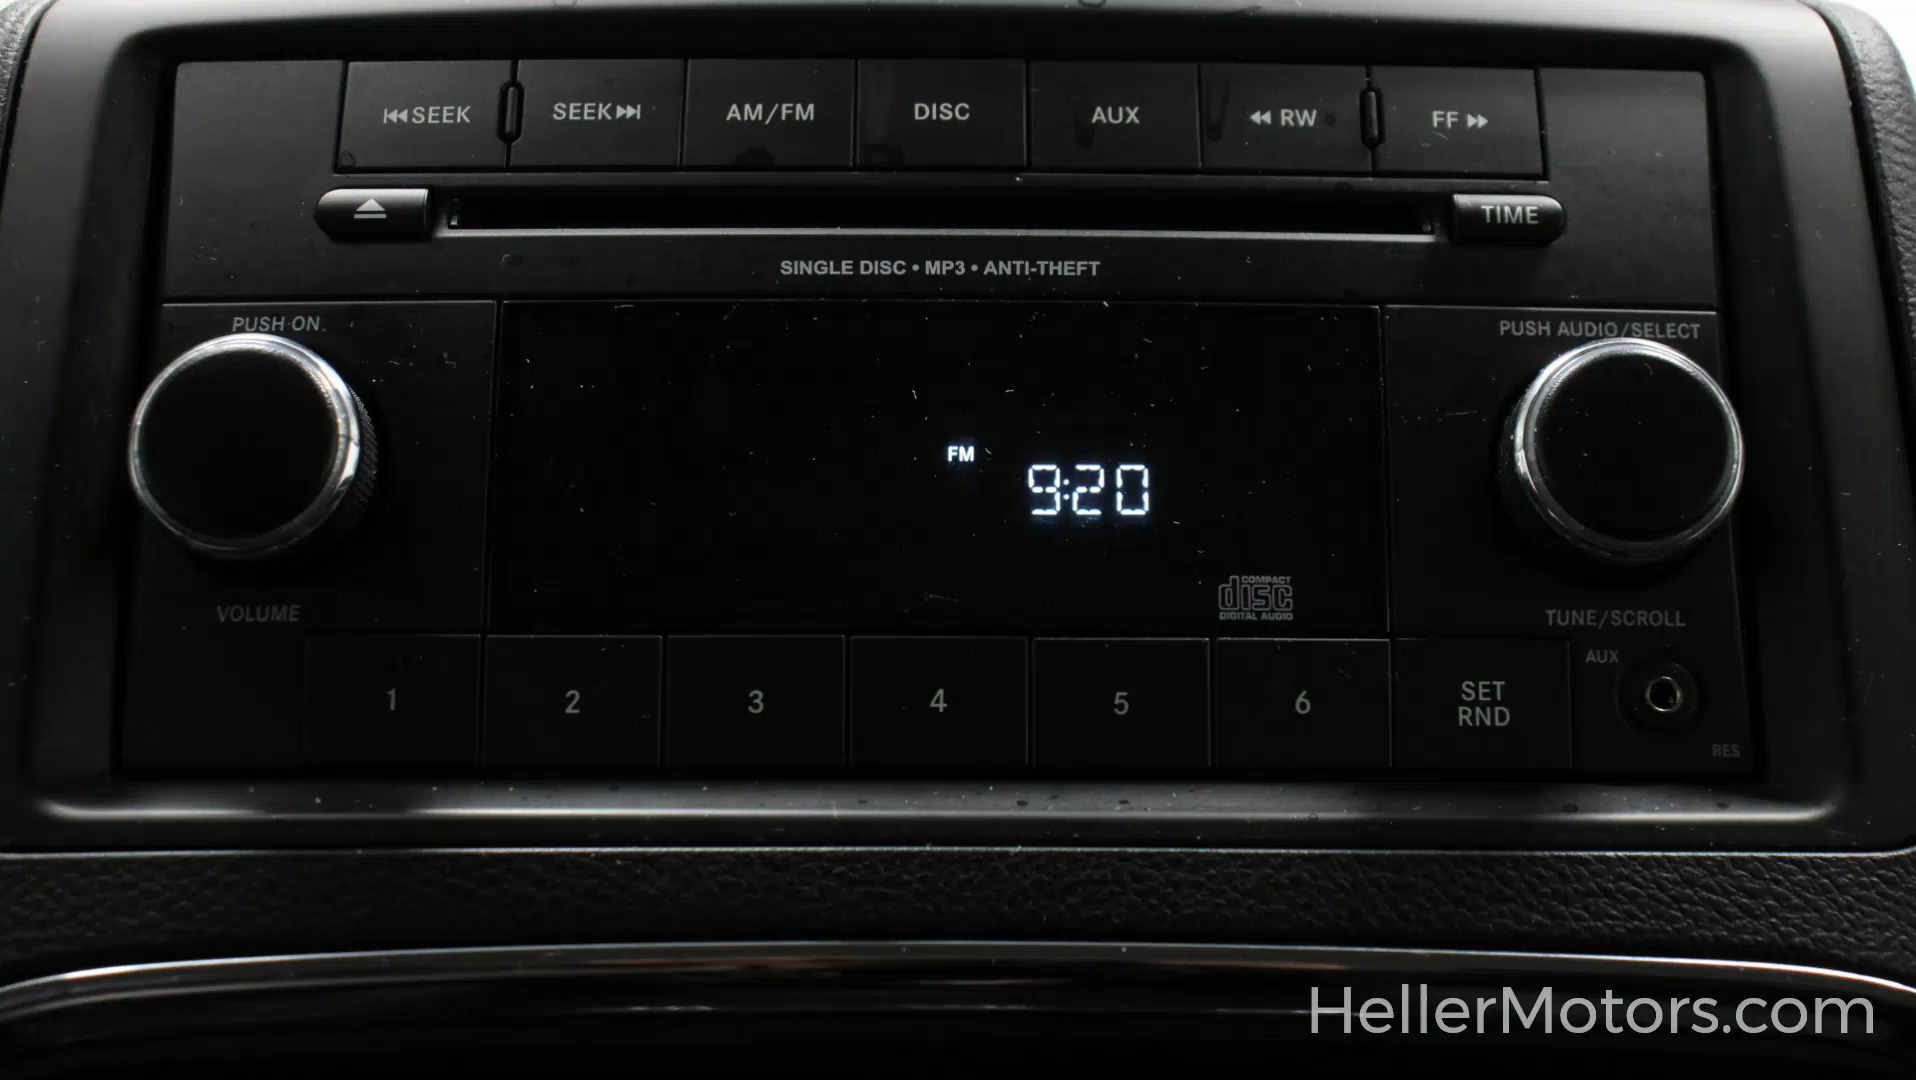 ⏮SEEK SEEK⏭ AM/FM DISC AUX ◀◀ RW FF ▶▶
TIME
SINGLE DISC • MP3 • ANTI-THEFT
PUSH ON
PUSH AUDIO/SELECT
FM
9:20
COMPACT
disc
DIGITAL AUDIO
VOLUME
TUNE/SCROLL
AUX
1 2 3 4 5 6
SET
RND
RES
HellerMotors.com